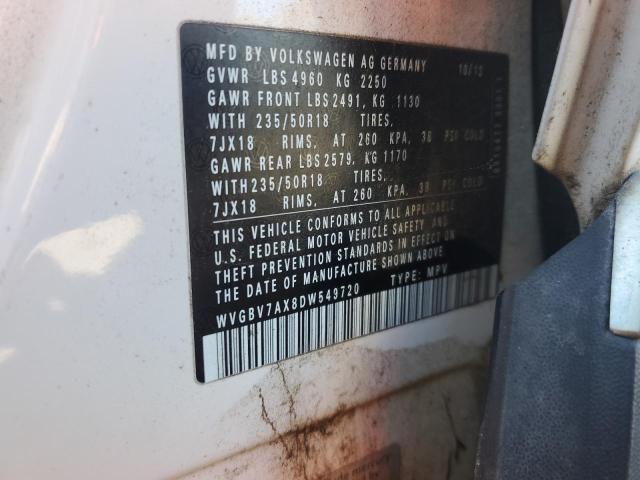 MFD BY VOLKSWAGEN AG GERMANY 10/12
GVWR LBS 4960 KG 2250
GAWR FRONT LBS 2491, KG 1130
WITH 235/50R18 TIRES,
7JX18 RIMS, AT 260 KPA, 38 PSI COLD
GAWR REAR LBS 2579, KG 1170
WITH 235/50R18 TIRES,
7JX18 RIMS, AT 260 KPA, 38 PSI COLD
THIS VEHICLE CONFORMS TO ALL APPLICABLE
U.S. FEDERAL MOTOR VEHICLE SAFETY AND
THEFT PREVENTION STANDARDS IN EFFECT ON
THE DATE OF MANUFACTURE SHOWN ABOVE.
WVGBV7AX8DW549720 TYPE: MPV